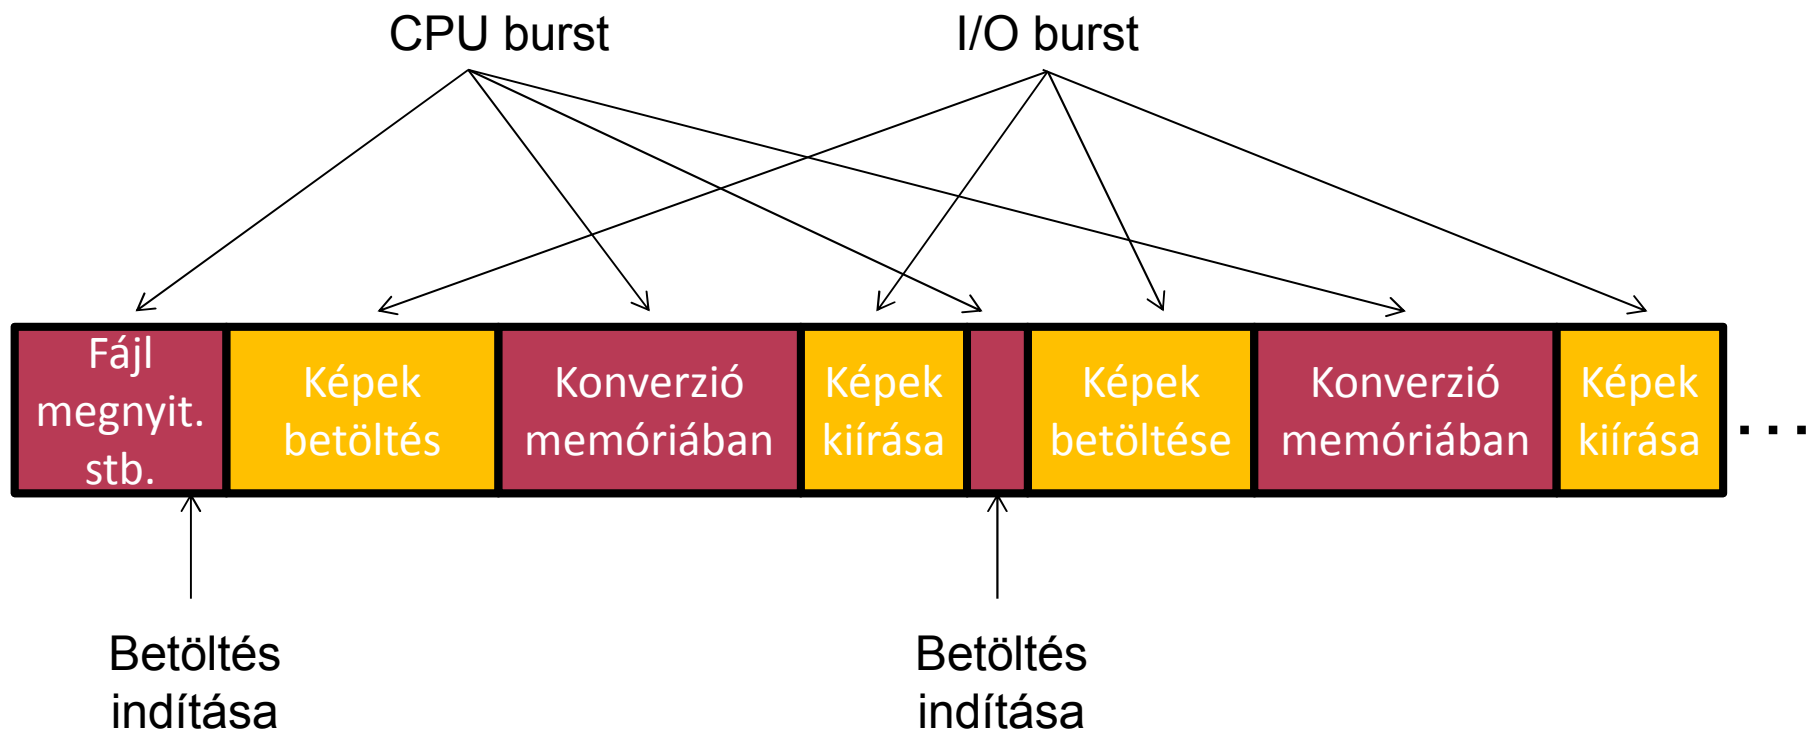 CPU burst
I/O burst
Fájl
megnyit.
stb.
Képek
betöltés
Konverzió
memóriában
Képek
kiírása
Képek
betöltése
Konverzió
memóriában
Képek
kiírása
...
Betöltés
indítása
Betöltés
indítása